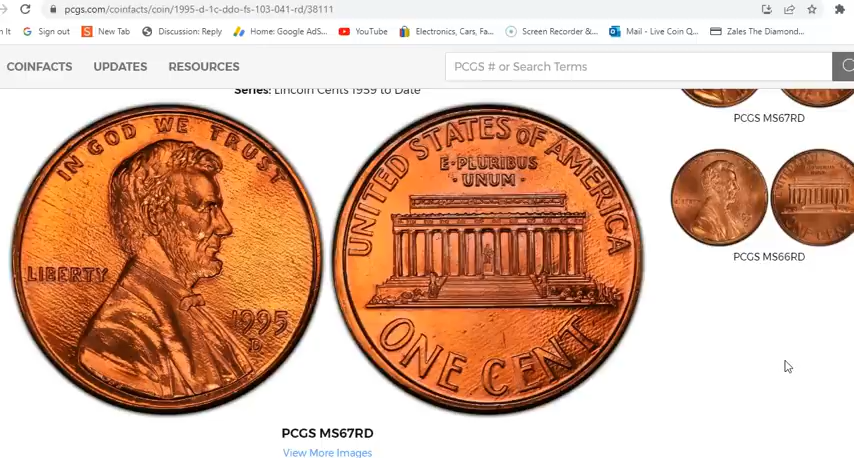 pcgs.com/coinfacts/coin/1995-d-1c-ddo-fs-103-041-rd/38111
n It
Sign out
New Tab
Discussion: Reply
Home: Google AdS...
YouTube
Electronics, Cars, Fa...
Screen Recorder &...
Mail - Live Coin Q...
Zales The Diamond...
COINFACTS
UPDATES
RESOURCES
PCGS # or Search Terms
Series: Lincoln Cents 1959 to Date
IN GOD WE TRUST
LIBERTY
1995
D
UNITED STATES OF AMERICA
E·PLURIBUS
·UNUM·
ONE CENT
PCGS MS67RD
View More Images
PCGS MS67RD
PCGS MS66RD